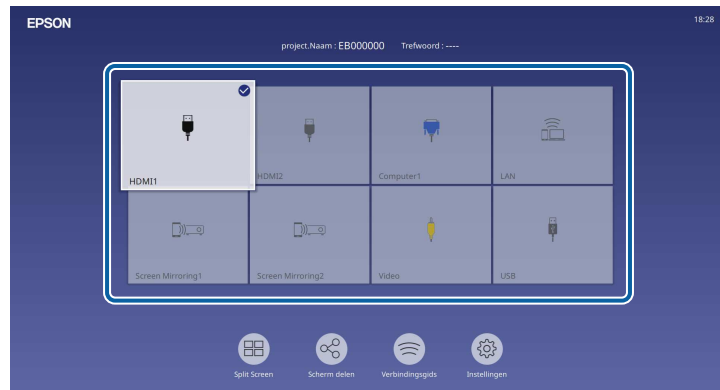 EPSON
18:28
project.Naam : EB000000 Trefwoord : ----
HDMI1
HDMI2
Computer1
LAN
Screen Mirroring1
Screen Mirroring2
Video
USB
Split Screen
Scherm delen
Verbindingsgids
Instellingen